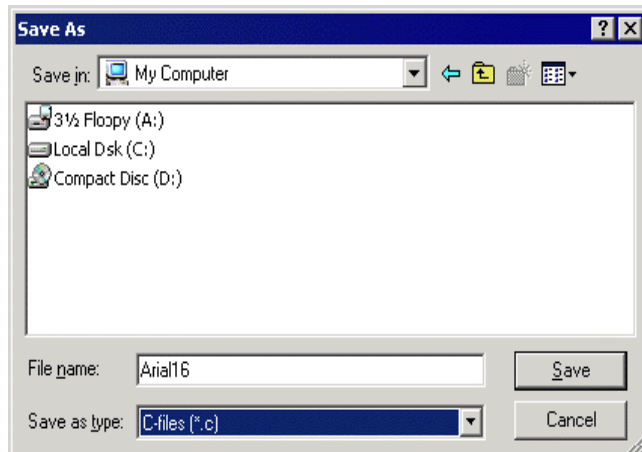 Save As
Save in: My Computer
3½ Floppy (A:)
Local Dsk (C:)
Compact Disc (D:)
File name: Arial16
Save
Save as type: C-files (*.c)
Cancel